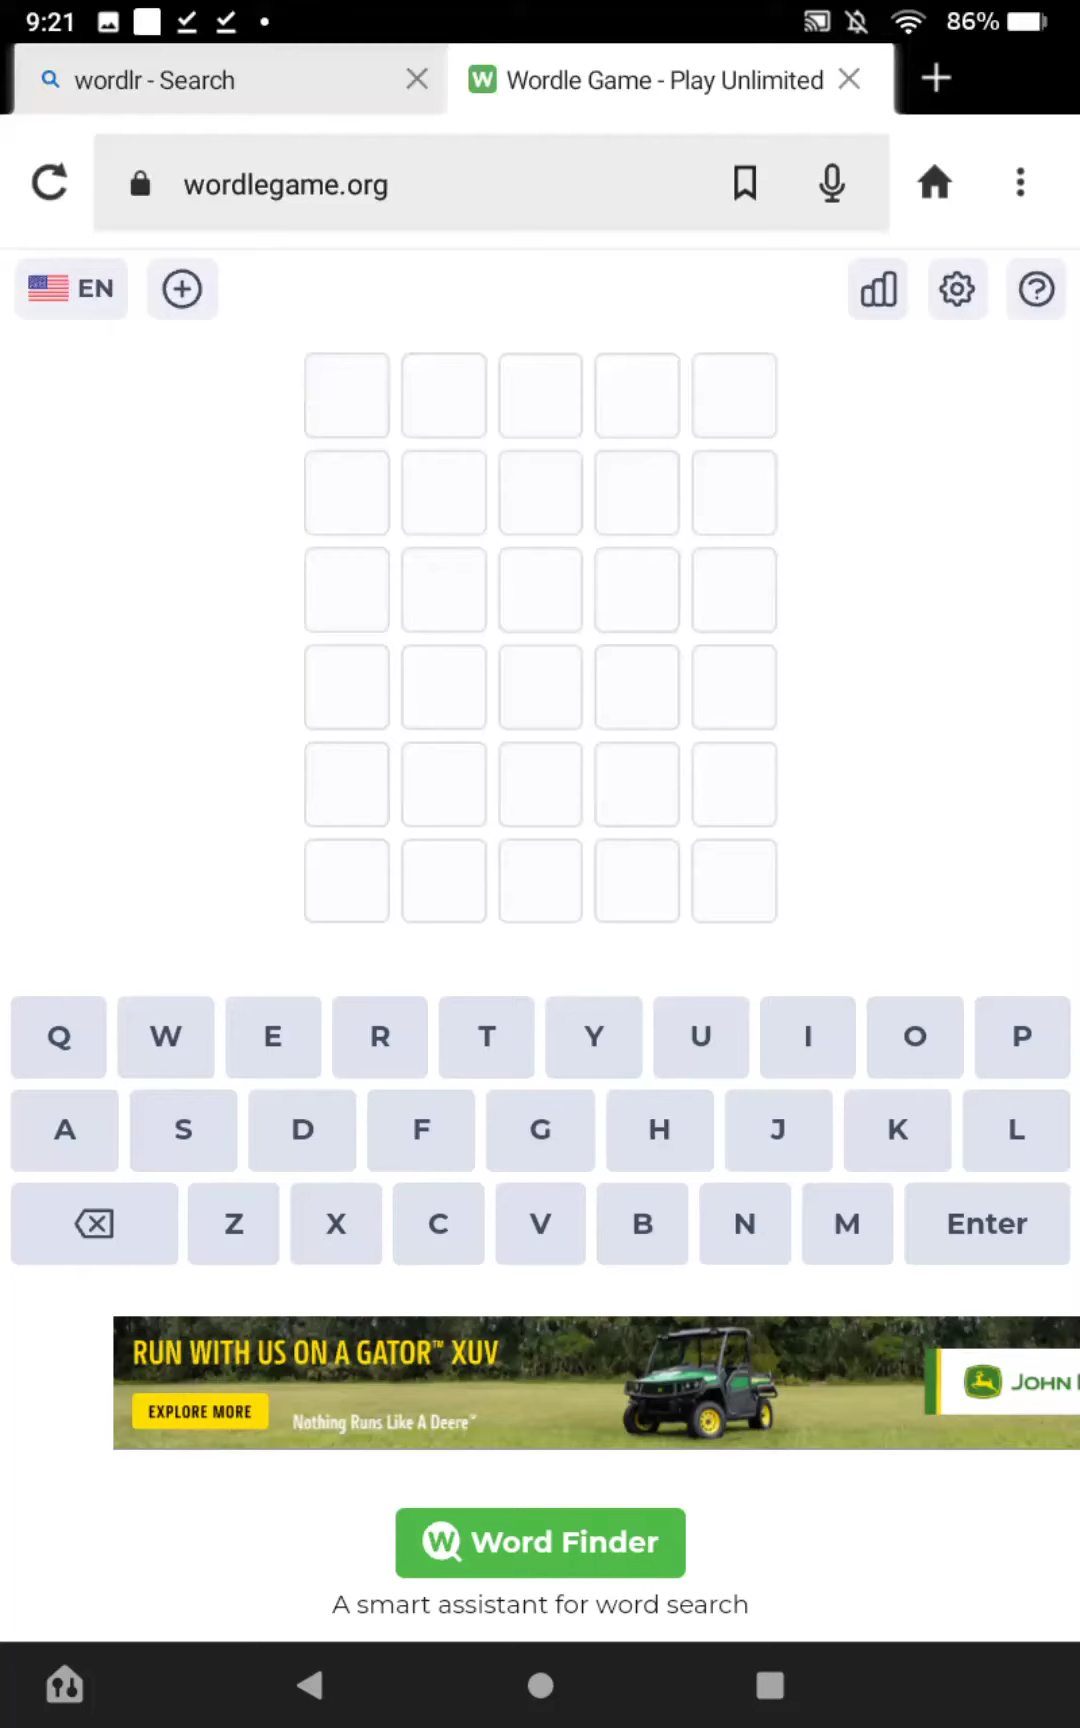 9:21
86%
wordlr - Search
Wordle Game - Play Unlimited
wordlegame.org
EN
Q W E R T Y U I O P
A S D F G H J K L
Z X C V B N M Enter
RUN WITH US ON A GATOR™ XUV
EXPLORE MORE
Nothing Runs Like A Deere™
JOHN
W Word Finder
A smart assistant for word search